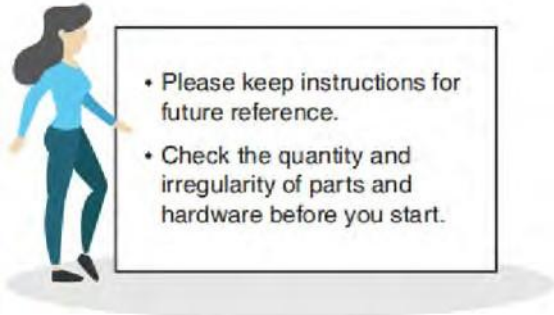 • Please keep instructions for
future reference.
• Check the quantity and
irregularity of parts and
hardware before you start.